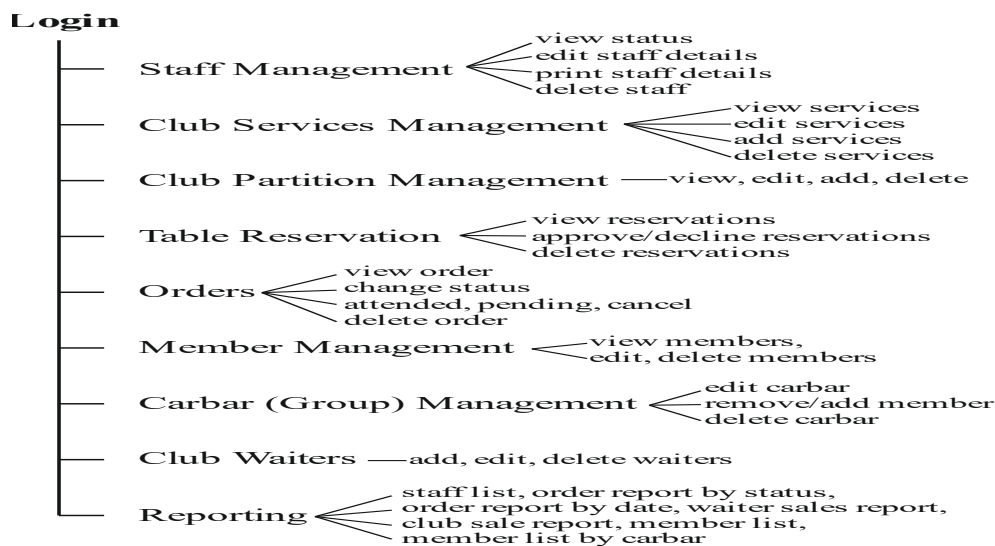 Login
Staff Management
view status
edit staff details
print staff details
delete staff
Club Services Management
view services
edit services
add services
delete services
Club Partition Management
view, edit, add, delete
Table Reservation
view reservations
approve/decline reservations
delete reservations
Orders
view order
change status
attended, pending, cancel
delete order
Member Management
view members,
edit, delete members
Carbar (Group) Management
edit carbar
remove/add member
delete carbar
Club Waiters
add, edit, delete waiters
Reporting
staff list, order report by status,
order report by date, waiter sales report,
club sale report, member list,
member list by carbar